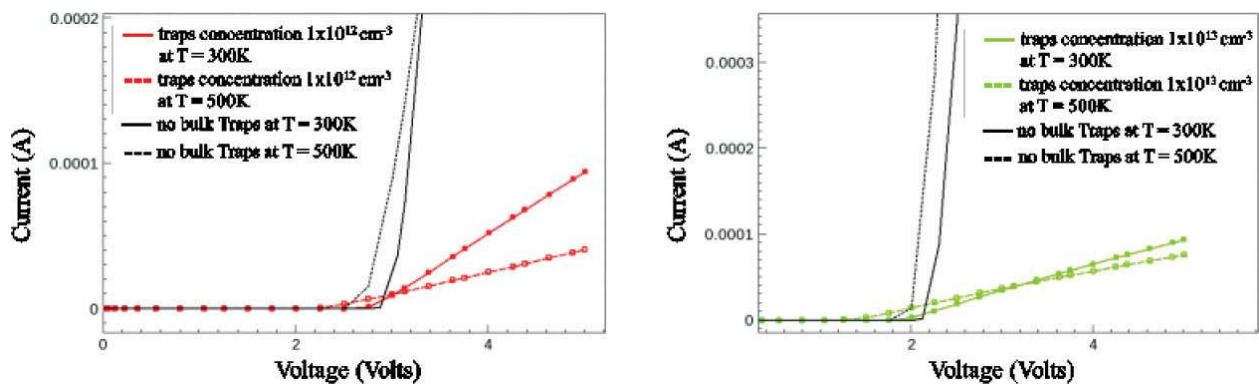 0.0002
traps concentration 1x10¹² cm⁻³
at T = 300K
traps concentration 1x10¹² cm⁻³
at T = 500K
no bulk Traps at T = 300K
no bulk Traps at T = 500K
0.0001
0
Current (A)
0
2
4
Voltage (Volts)
traps concentration 1x10¹³ cm⁻³
at T = 300K
traps concentration 1x10¹³ cm⁻³
at T = 500K
no bulk Traps at T = 300K
no bulk Traps at T = 500K
0.0003
0.0002
0.0001
0
Current (A)
2
4
Voltage (Volts)